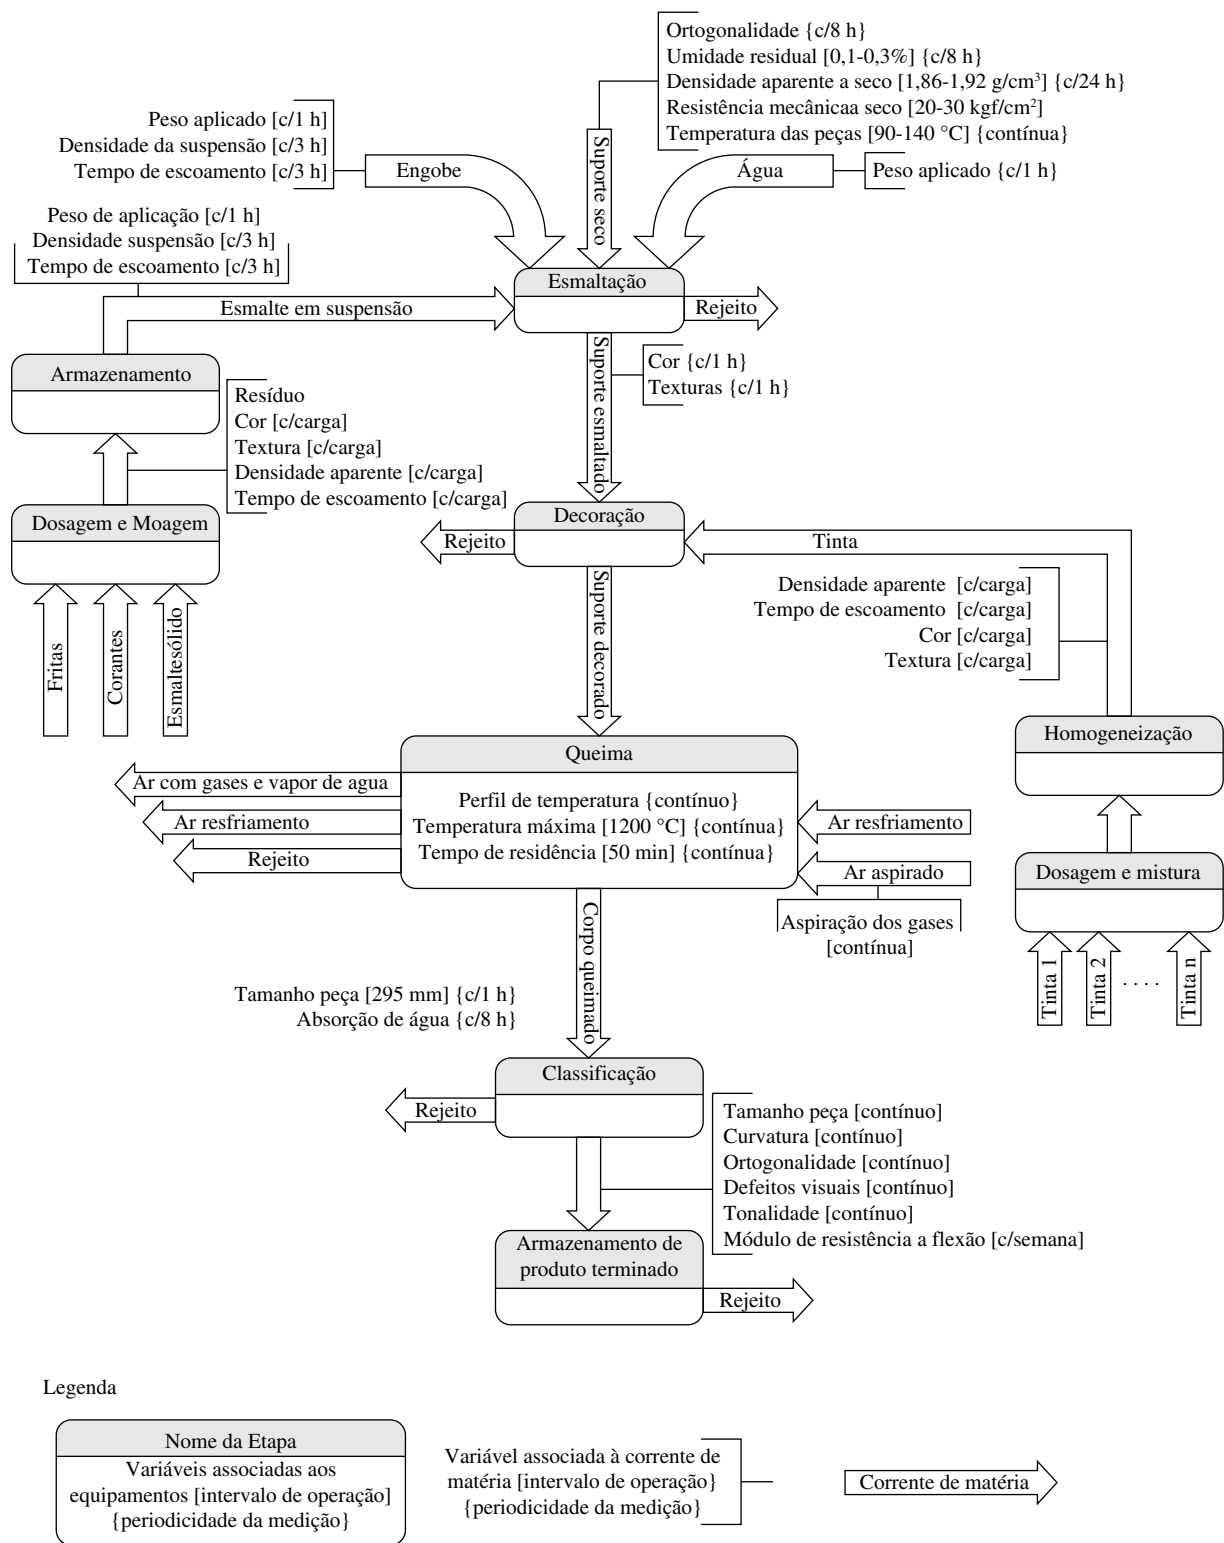 Ortogonalidade {c/8 h}
Umidade residual [0,1-0,3%] {c/8 h}
Densidade aparente a seco [1,86-1,92 g/cm³] {c/24 h}
Resistência mecânicaa seco [20-30 kgf/cm²]
Temperatura das peças [90-140 °C] {contínua}
Peso aplicado [c/1 h]
Densidade da suspensão [c/3 h]
Tempo de escoamento [c/3 h]
Engobe
Suporte seco
Água
Peso aplicado {c/1 h}
Peso de aplicação [c/1 h]
Densidade suspensão [c/3 h]
Tempo de escoamento [c/3 h]
Esmalte em suspensão
Esmaltação
Rejeito
Armazenamento
Suporte esmaltado
Cor {c/1 h}
Texturas {c/1 h}
Resíduo
Cor [c/carga]
Textura [c/carga]
Densidade aparente [c/carga]
Tempo de escoamento [c/carga]
Dosagem e Moagem
Fritas
Corantes
Esmaltesólido
Decoração
Rejeito
Tinta
Suporte decorado
Densidade aparente [c/carga]
Tempo de escoamento [c/carga]
Cor [c/carga]
Textura [c/carga]
Homogeneização
Queima
Perfil de temperatura {contínuo}
Temperatura máxima [1200 °C] {contínua}
Tempo de residência [50 min] {contínua}
Ar com gases e vapor de agua
Ar resfriamento
Rejeito
Ar resfriamento
Ar aspirado
Aspiração dos gases
[contínua]
Dosagem e mistura
Tinta 1
Tinta 2
. . . .
Tinta n
Corpo queimado
Tamanho peça [295 mm] {c/1 h}
Absorção de água {c/8 h}
Classificação
Rejeito
Tamanho peça [contínuo]
Curvatura [contínuo]
Ortogonalidade [contínuo]
Defeitos visuais [contínuo]
Tonalidade [contínuo]
Módulo de resistência a flexão [c/semana]
Armazenamento de
produto terminado
Rejeito
Legenda
Nome da Etapa
Variáveis associadas aos
equipamentos [intervalo de operação]
{periodicidade da medição}
Variável associada à corrente de
matéria [intervalo de operação}
{periodicidade da medição}
Corrente de matéria